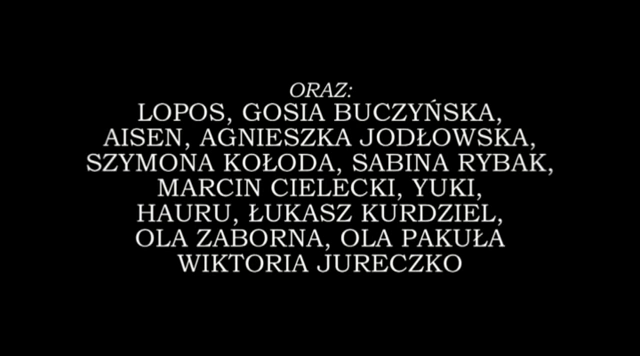 ORAZ:
LOPOS, GOSIA BUCZYŃSKA,
AISEN, AGNIESZKA JODŁOWSKA,
SZYMONA KOŁODA, SABINA RYBAK,
MARCIN CIELECKI, YUKI,
HAURU, ŁUKASZ KURDZIEL,
OLA ZABORNA, OLA PAKUŁA
WIKTORIA JURECZKO